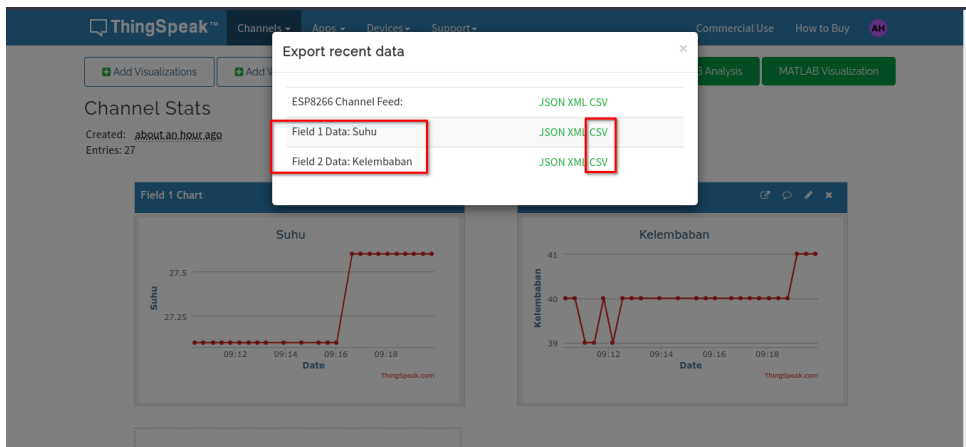 ThingSpeak™ Channels Apps Devices Support Commercial Use How to Buy AH
Export recent data ×
Add Visualizations Add Analysis MATLAB Visualization
ESP8266 Channel Feed: JSON XML CSV
Channel Stats
Field 1 Data: Suhu JSON XML CSV
Created: about an hour ago
Entries: 27
Field 2 Data: Kelembaban JSON XML CSV
Field 1 Chart
Suhu
27.5
27.25
Suhu
09:12 09:14 09:16 09:18
Date
ThingSpeak.com
Kelembaban
41
40
39
Kelembaban
09:12 09:14 09:16 09:18
Date
ThingSpeak.com